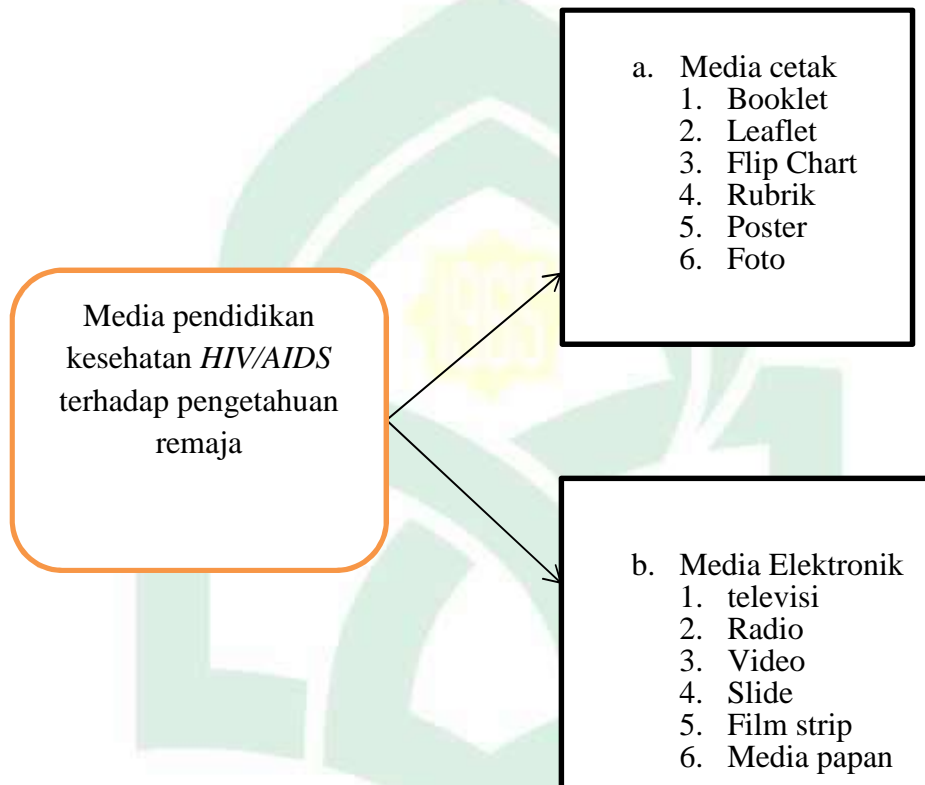 Media pendidikan
kesehatan HIV/AIDS
terhadap pengetahuan
remaja
a. Media cetak
1. Booklet
2. Leaflet
3. Flip Chart
4. Rubrik
5. Poster
6. Foto
b. Media Elektronik
1. televisi
2. Radio
3. Video
4. Slide
5. Film strip
6. Media papan